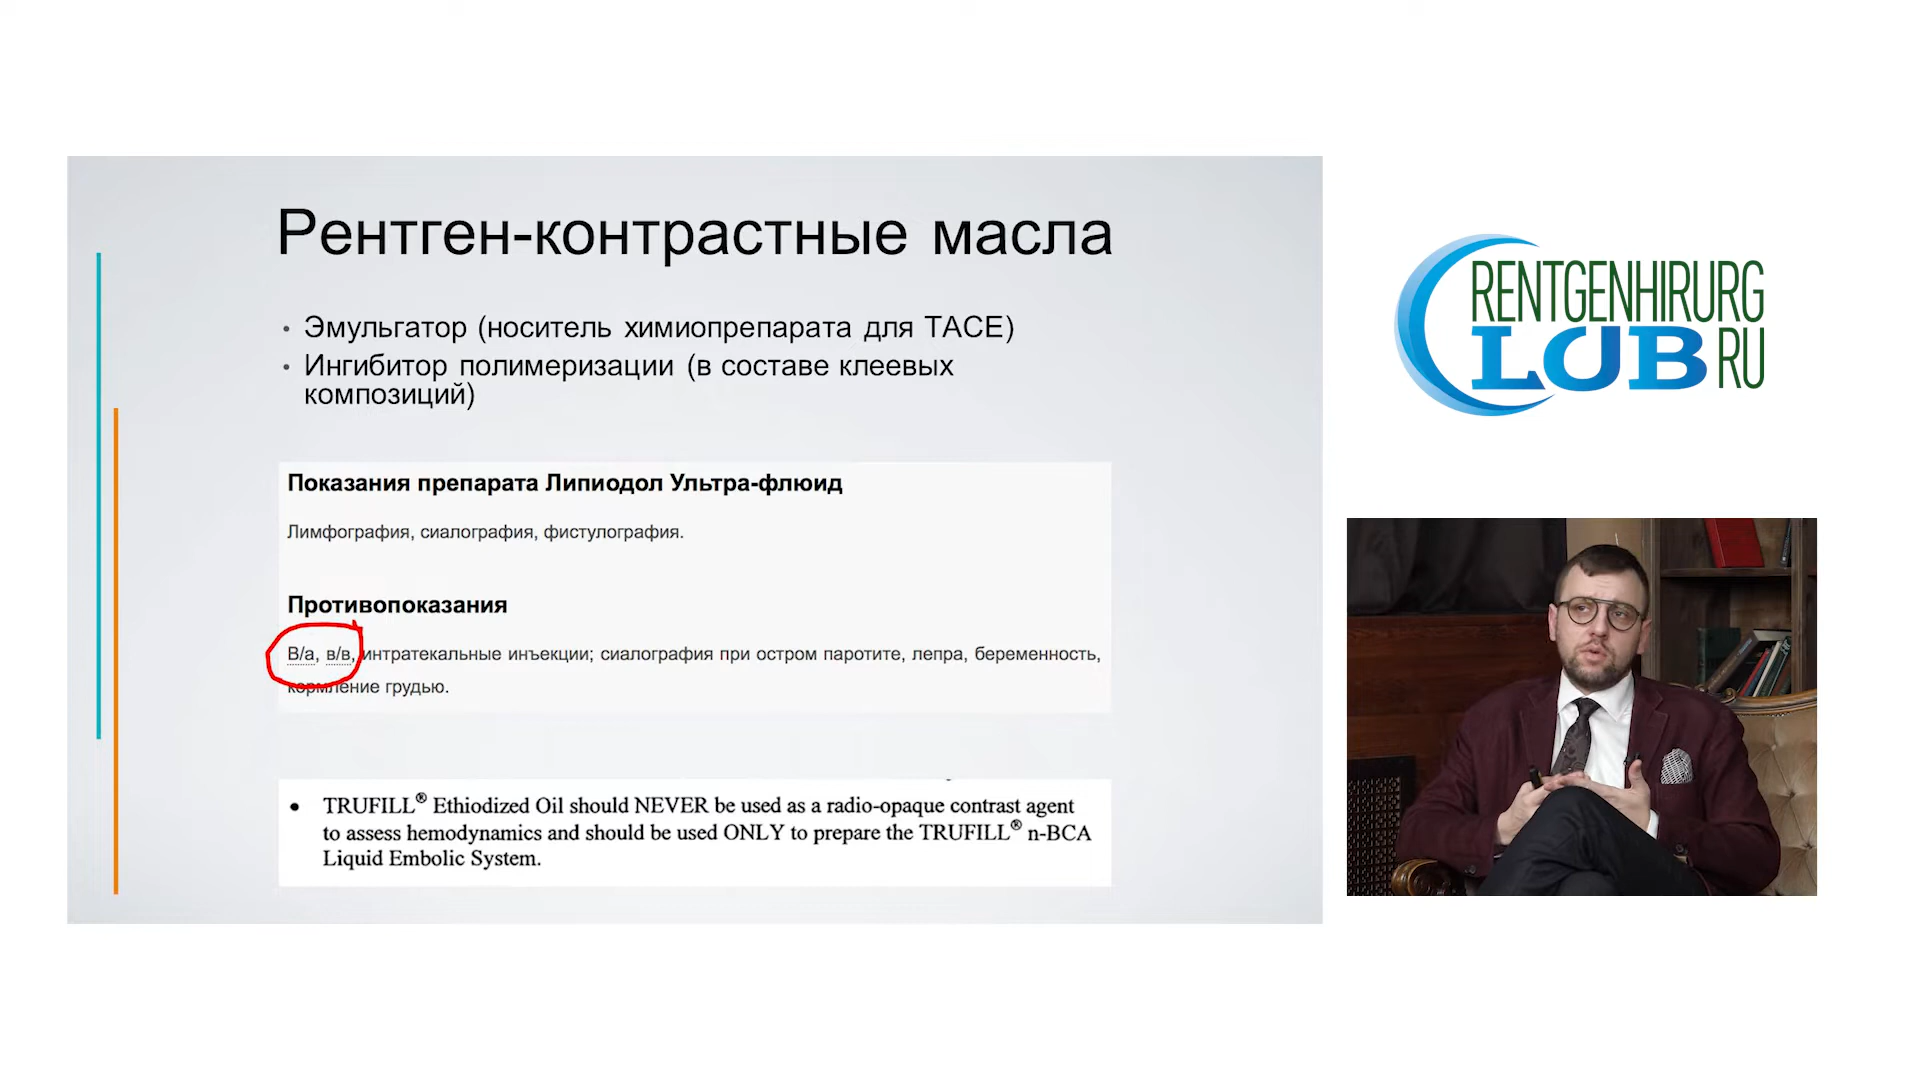 Рентген-контрастные масла
• Эмульгатор (носитель химиопрепарата для TACE)
• Ингибитор полимеризации (в составе клеевых
композиций)
Показания препарата Липиодол Ультра-флюид
Лимфография, сиалография, фистулография.
Противопоказания
В/а, в/в, интратекальные инъекции; сиалография при остром паротите, лепра, беременность,
кормление грудью.
• TRUFILL® Ethiodized Oil should NEVER be used as a radio-opaque contrast agent
to assess hemodynamics and should be used ONLY to prepare the TRUFILL® n-BCA
Liquid Embolic System.
RENTGENHIRURG
CLUB RU